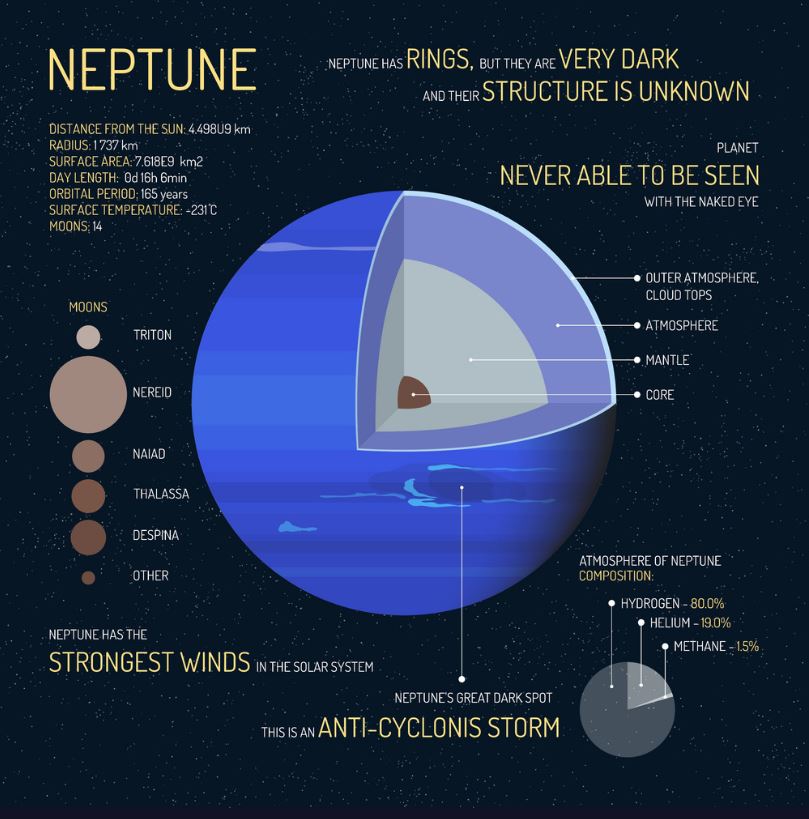 NEPTUNE
NEPTUNE HAS RINGS, BUT THEY ARE VERY DARK
AND THEIR STRUCTURE IS UNKNOWN
DISTANCE FROM THE SUN: 4.498U9 km
RADIUS: 1 737 km
SURFACE AREA: 7.618E9 km2
DAY LENGTH: 0d 16h 6min
ORBITAL PERIOD: 165 years
SURFACE TEMPERATURE: -231°C
MOONS: 14
PLANET
NEVER ABLE TO BE SEEN
WITH THE NAKED EYE
OUTER ATMOSPHERE,
CLOUD TOPS
ATMOSPHERE
MANTLE
CORE
MOONS
TRITON
NEREID
NAIAD
THALASSA
DESPINA
OTHER
NEPTUNE HAS THE
STRONGEST WINDS IN THE SOLAR SYSTEM
NEPTUNE'S GREAT DARK SPOT
THIS IS AN ANTI-CYCLONIS STORM
ATMOSPHERE OF NEPTUNE
COMPOSITION:
HYDROGEN - 80.0%
HELIUM - 19.0%
METHANE - 1.5%